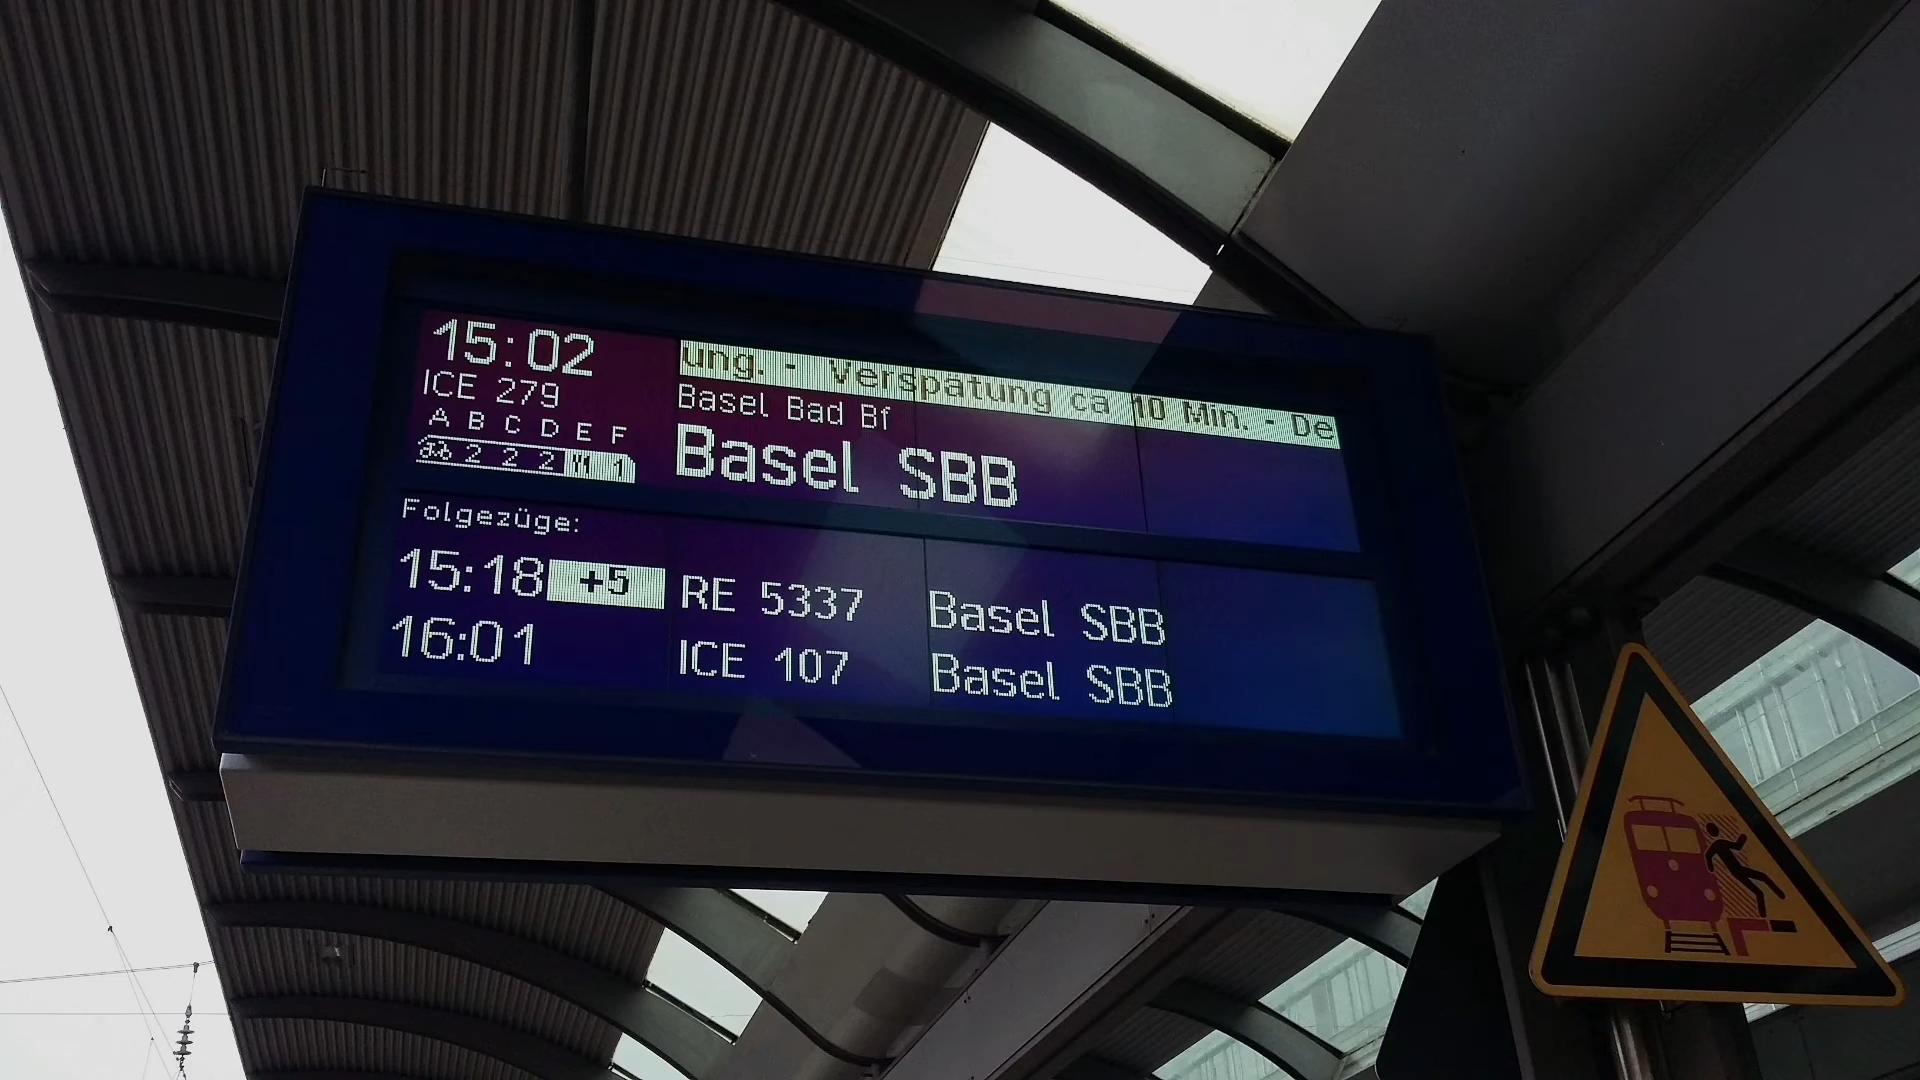 15:02
ung. - Verspätung ca 10 Min. - De
ICE 279
Basel Bad Bf
A B C D E F
2 2 2 1
Basel SBB
Folgezüge:
15:18 +5 RE 5337 Basel SBB
16:01 ICE 107 Basel SBB